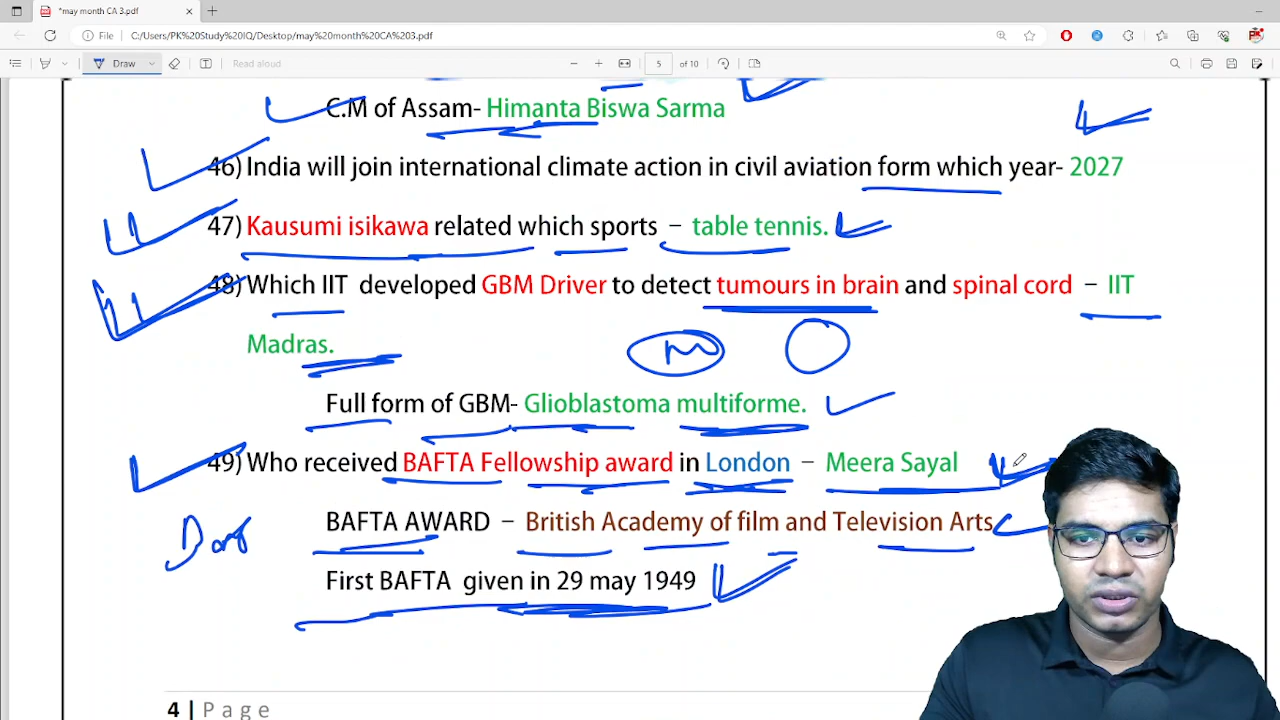 *may month CA 3.pdf
File
C:/Users/PK%20Study%20IQ/Desktop/may%20month%20CA%203.pdf
Draw
Read aloud
5 of 10
C.M of Assam- Himanta Biswa Sarma
46) India will join international climate action in civil aviation form which year- 2027
47) Kausumi isikawa related which sports – table tennis.
48) Which IIT developed GBM Driver to detect tumours in brain and spinal cord – IIT
Madras.
Full form of GBM- Glioblastoma multiforme.
49) Who received BAFTA Fellowship award in London – Meera Sayal
BAFTA AWARD – British Academy of film and Television Arts
First BAFTA given in 29 may 1949
4 | Page